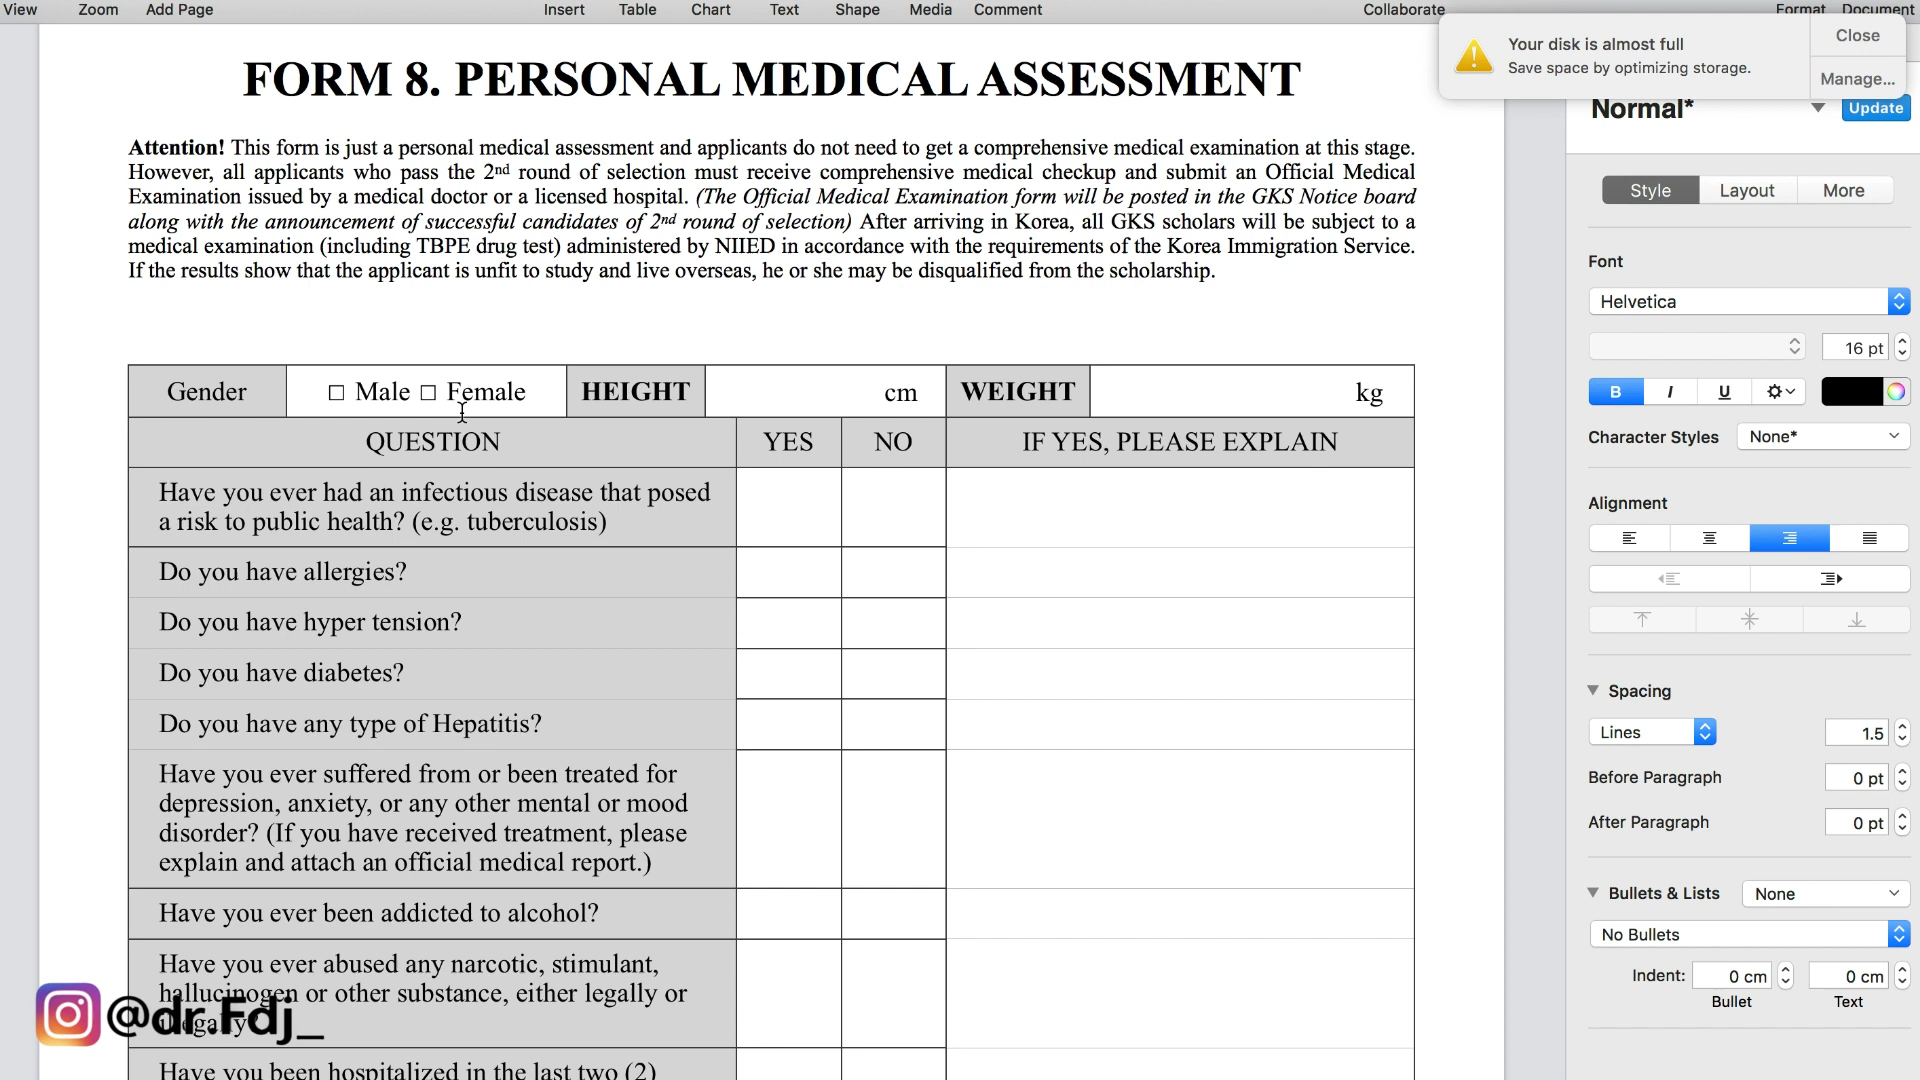 View Zoom Add Page Insert Table Chart Text Shape Media Comment Collaborate Format Document
Your disk is almost full
Save space by optimizing storage.
Close
Manage...
FORM 8. PERSONAL MEDICAL ASSESSMENT
Attention! This form is just a personal medical assessment and applicants do not need to get a comprehensive medical examination at this stage.
However, all applicants who pass the 2nd round of selection must receive comprehensive medical checkup and submit an Official Medical
Examination issued by a medical doctor or a licensed hospital. (The Official Medical Examination form will be posted in the GKS Notice board
along with the announcement of successful candidates of 2nd round of selection) After arriving in Korea, all GKS scholars will be subject to a
medical examination (including TBPE drug test) administered by NIIED in accordance with the requirements of the Korea Immigration Service.
If the results show that the applicant is unfit to study and live overseas, he or she may be disqualified from the scholarship.
Gender ☐ Male ☐ Female HEIGHT cm WEIGHT kg
QUESTION YES NO IF YES, PLEASE EXPLAIN
Have you ever had an infectious disease that posed
a risk to public health? (e.g. tuberculosis)
Do you have allergies?
Do you have hyper tension?
Do you have diabetes?
Do you have any type of Hepatitis?
Have you ever suffered from or been treated for
depression, anxiety, or any other mental or mood
disorder? (If you have received treatment, please
explain and attach an official medical report.)
Have you ever been addicted to alcohol?
Have you ever abused any narcotic, stimulant,
hallucinogen or other substance, either legally or
illegally?
Have you been hospitalized in the last two (2)
@dr.Fdj_
Normal*
Update
Style Layout More
Font
Helvetica
16 pt
B I U
Character Styles None*
Alignment
Spacing
Lines 1.5
Before Paragraph 0 pt
After Paragraph 0 pt
Bullets & Lists None
No Bullets
Indent: 0 cm 0 cm
Bullet Text